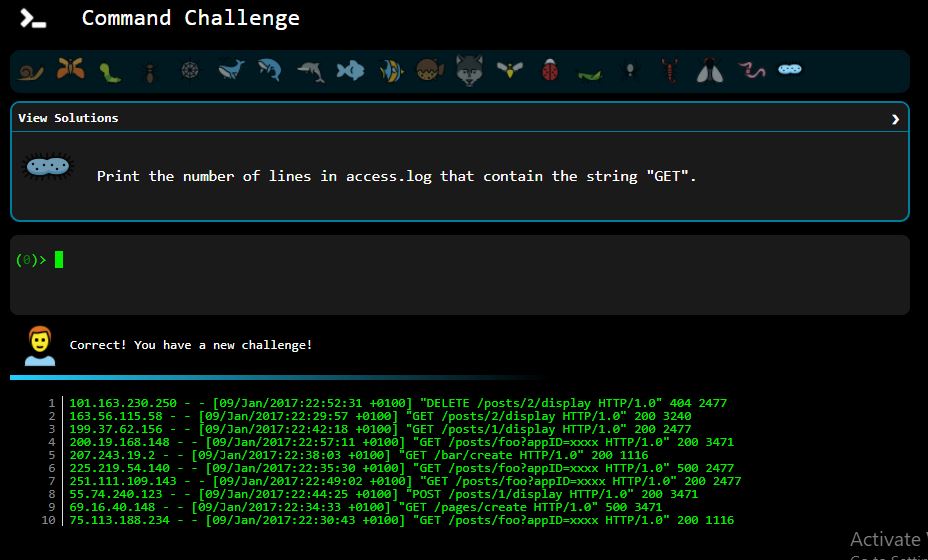 Command Challenge
View Solutions
Print the number of lines in access.log that contain the string "GET".
(0)>
Correct! You have a new challenge!
1 101.163.230.250 - - [09/Jan/2017:22:52:31 +0100] "DELETE /posts/2/display HTTP/1.0" 404 2477
2 163.56.115.58 - - [09/Jan/2017:22:29:57 +0100] "GET /posts/2/display HTTP/1.0" 200 3240
3 199.37.62.156 - - [09/Jan/2017:22:42:18 +0100] "GET /posts/1/display HTTP/1.0" 200 2477
4 200.19.168.148 - - [09/Jan/2017:22:57:11 +0100] "GET /posts/foo?appID=xxxx HTTP/1.0" 200 3471
5 207.243.19.2 - - [09/Jan/2017:22:38:03 +0100] "GET /bar/create HTTP/1.0" 200 1116
6 225.219.54.140 - - [09/Jan/2017:22:35:30 +0100] "GET /posts/foo?appID=xxxx HTTP/1.0" 500 2477
7 251.111.109.143 - - [09/Jan/2017:22:49:02 +0100] "GET /posts/foo?appID=xxxx HTTP/1.0" 200 2477
8 55.74.240.123 - - [09/Jan/2017:22:44:25 +0100] "POST /posts/1/display HTTP/1.0" 200 3471
9 69.16.40.148 - - [09/Jan/2017:22:34:33 +0100] "GET /pages/create HTTP/1.0" 500 3471
10 75.113.188.234 - - [09/Jan/2017:22:30:43 +0100] "GET /posts/foo?appID=xxxx HTTP/1.0" 200 1116
Activate